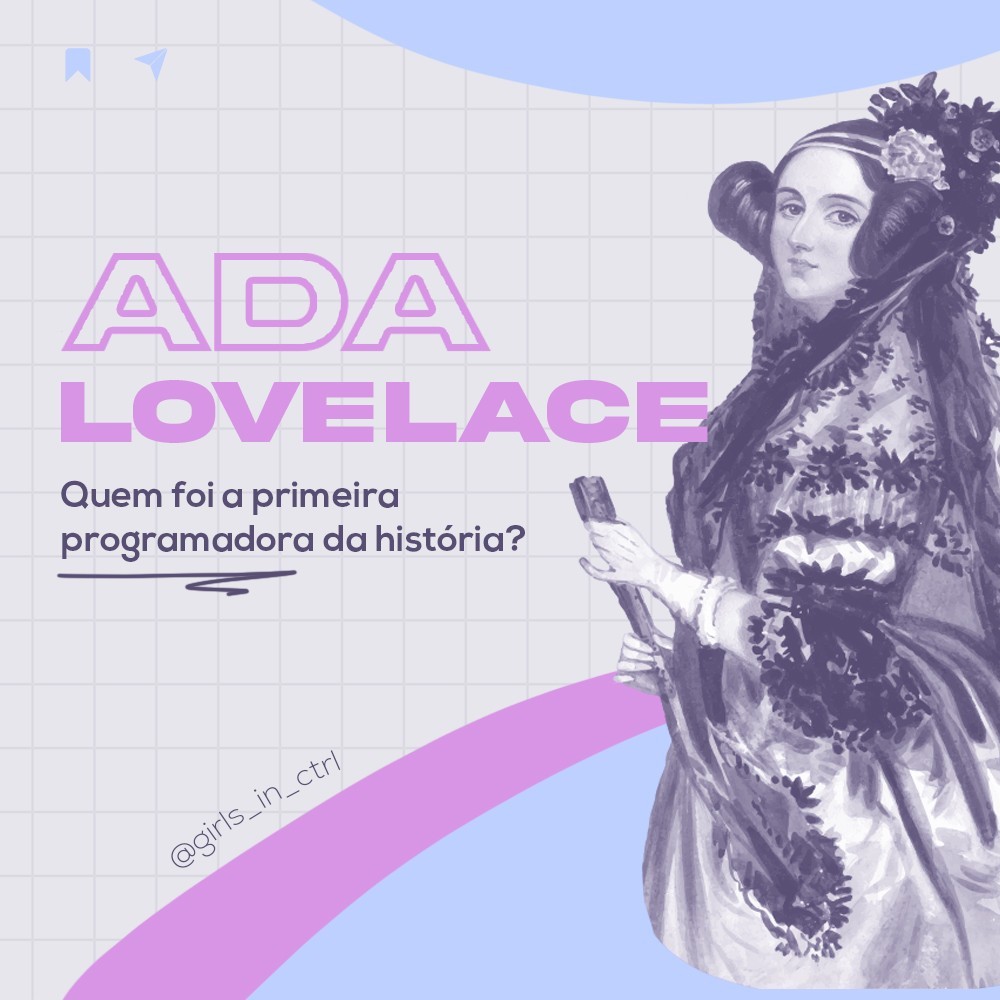 ADA
LOVELACE
Quem foi a primeira
programadora da história?
@girls_in_ctrl